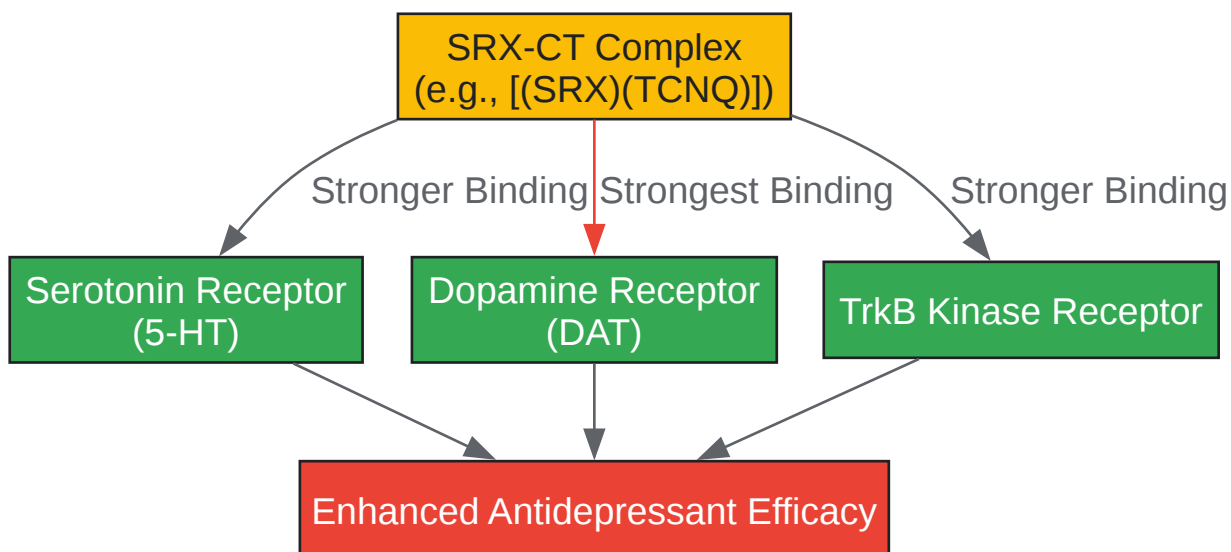 SRX-CT Complex
(e.g., [(SRX)(TCNQ)])
Stronger Binding
Strongest Binding
Stronger Binding
Serotonin Receptor
(5-HT)
Dopamine Receptor
(DAT)
TrkB Kinase Receptor
Enhanced Antidepressant Efficacy